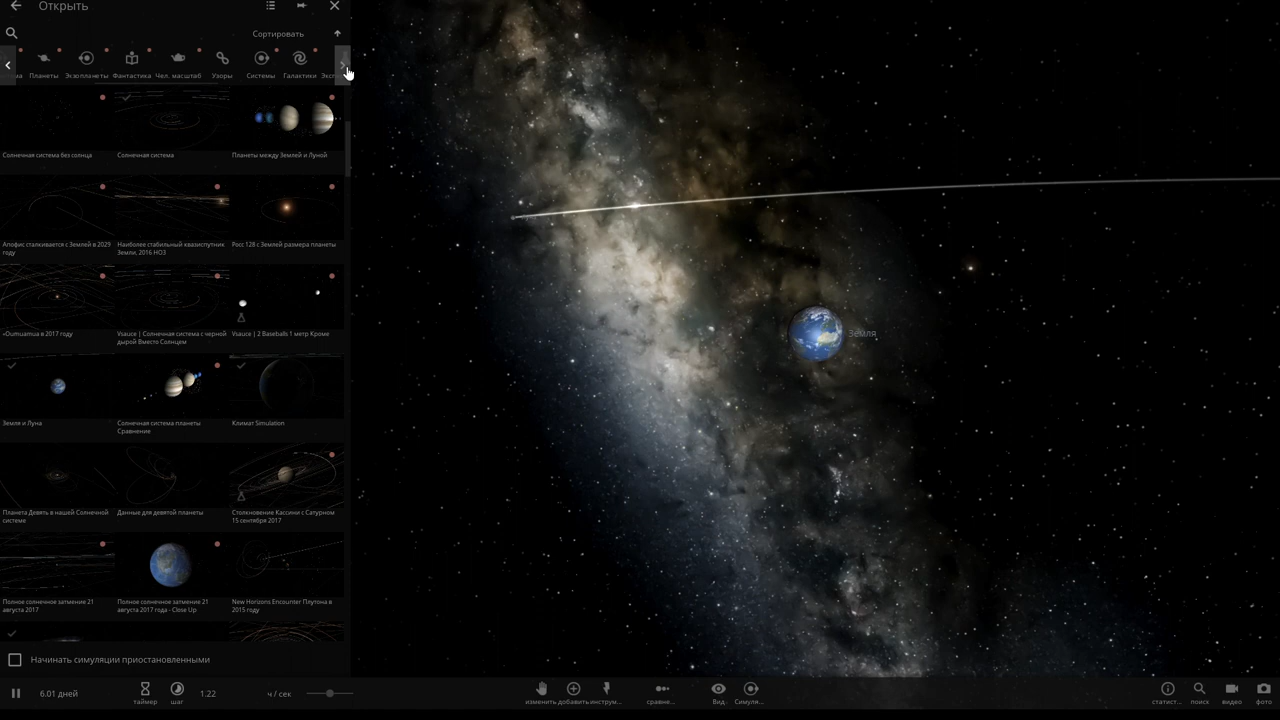 Открыть
Сортировать
Планеты
Экзопланеты
Фантастика
Чел. масштаб
Узоры
Системы
Галактики
Солнечная система без солнца
Солнечная система
Планеты между Землей и Луной
Апофис сталкивается с Землей в 2029
году
Наиболее стабильный квазиспутник
Земли, 2016 HO3
Росс 128 с Землей размера планеты
«Oumuamua в 2017 году
Vsauce | Солнечная система с черной
дырой Вместо Солнцем
Vsauce | 2 Baseballs 1 метр Кроме
Земля и Луна
Солнечная система планеты
Сравнение
Климат Simulation
Планета Девять в нашей Солнечной
системе
Данные для девятой планеты
Столкновение Кассини с Сатурном
15 сентября 2017
Полное солнечное затмение 21
августа 2017
Полное солнечное затмение 21
августа 2017 года - Close Up
New Horizons Encounter Плутона в
2015 году
Начинать симуляции приостановленными
Земля
6.01 дней
таймер
шаг
1.22
ч / сек
изменить
добавить
инструм...
сравне...
Вид
Симуля...
статист...
поиск
видео
фото